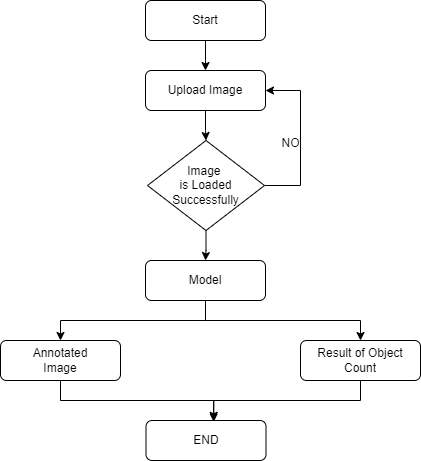 Start
Upload Image
NO
Image
is Loaded
Successfully
Model
Annotated
Image
Result of Object
Count
END